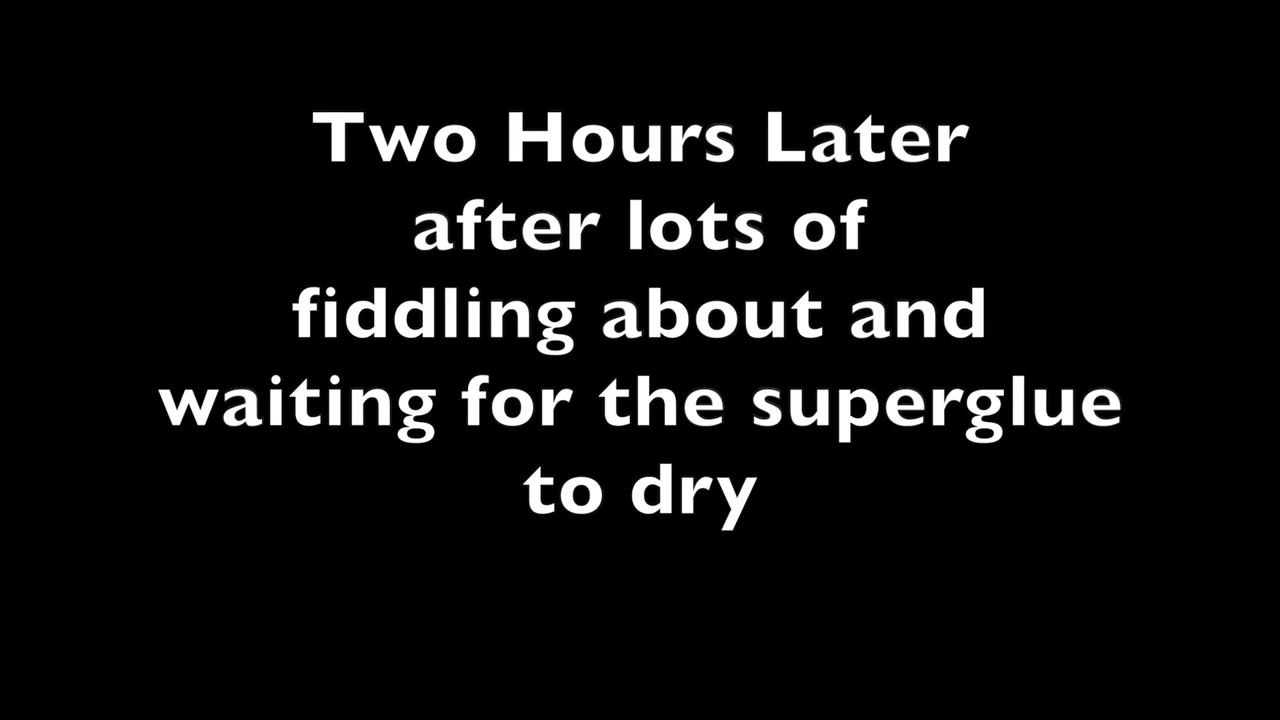 Two Hours Later
after lots of
fiddling about and
waiting for the superglue
to dry